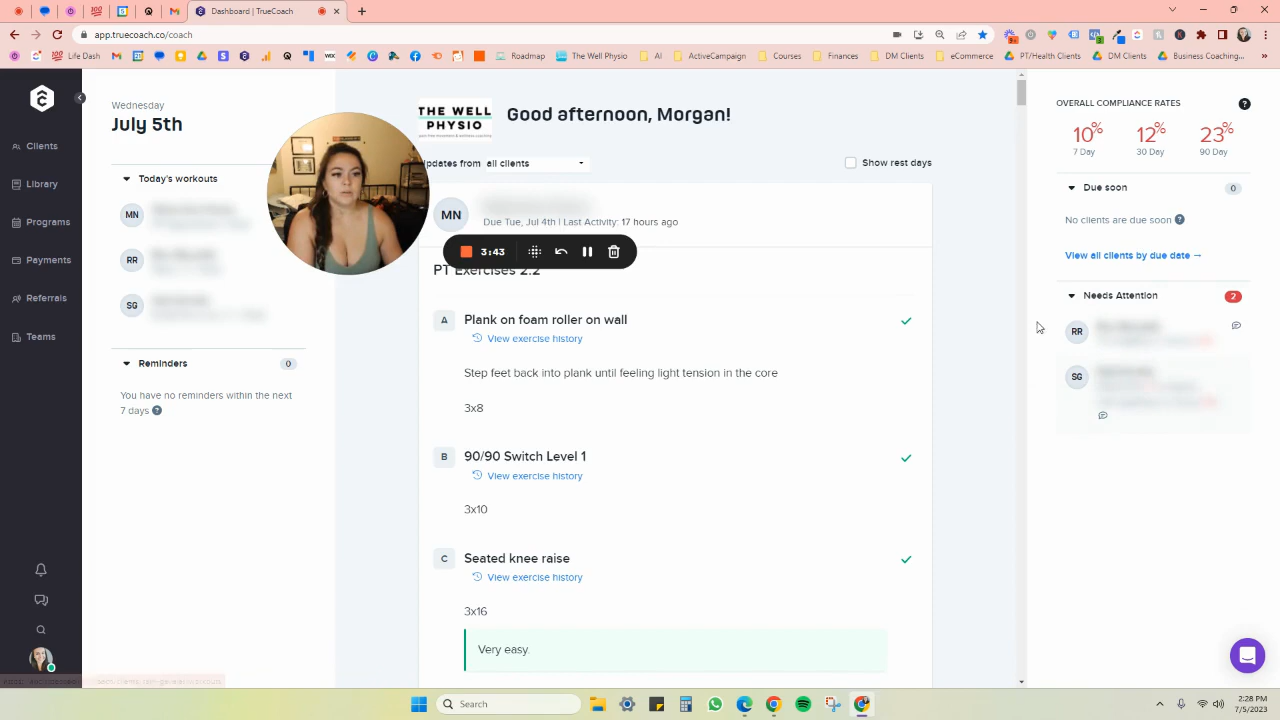 Dashboard | TrueCoach
app.truecoach.co/coach
Life Dash
Roadmap
The Well Physio
AI
ActiveCampaign
Courses
Finances
DM Clients
eCommerce
PT/Health Clients
DM Clients
Business Coaching...
Wednesday
July 5th
Today's workouts
MN
RR
SG
Reminders
0
You have no reminders within the next
7 days
Clients
Library
Programs
Payments
Referrals
Teams
THE WELL
PHYSIO
Good afternoon, Morgan!
pdates from all clients
Show rest days
MN
Due Tue, Jul 4th | Last Activity: 17 hours ago
3:43
PT Exercises 2.2
A
Plank on foam roller on wall
View exercise history
Step feet back into plank until feeling light tension in the core
3x8
B
90/90 Switch Level 1
View exercise history
3x10
C
Seated knee raise
View exercise history
3x16
Very easy.
OVERALL COMPLIANCE RATES
10% 12% 23%
7 Day 30 Day 90 Day
Due soon
0
No clients are due soon
View all clients by due date →
Needs Attention
2
RR
SG
Search
5:28 PM
7/5/2023